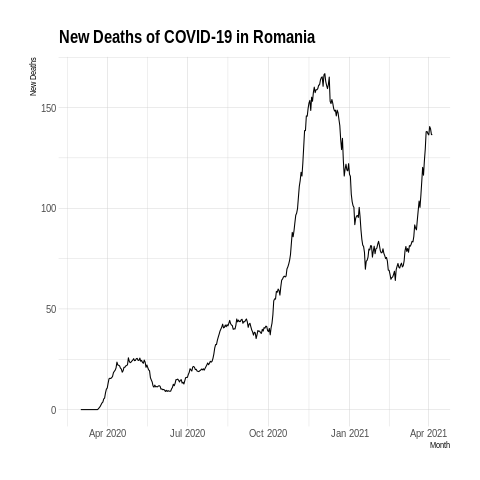 New Deaths of COVID-19 in Romania
New Deaths
150
100
50
0
Apr 2020 Jul 2020 Oct 2020 Jan 2021 Apr 2021
Month